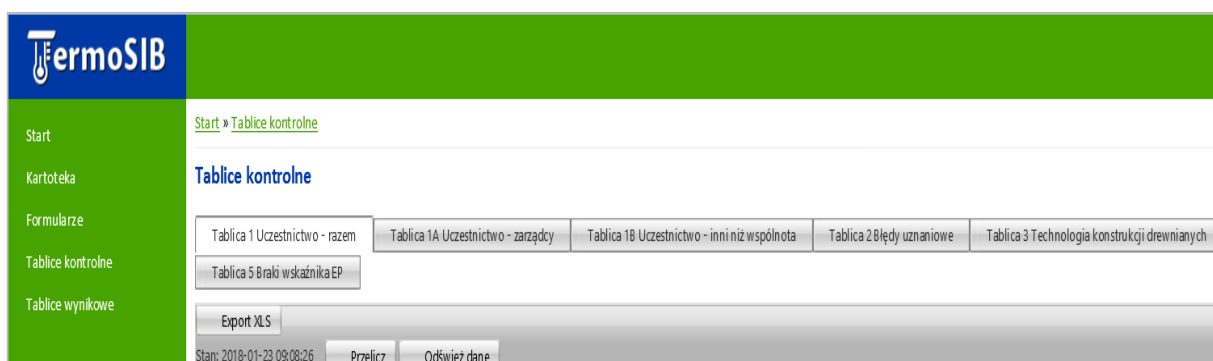 TermoSIB
Start
Kartoteka
Formularze
Tablice kontrolne
Tablice wynikowe
Start » Tablice kontrolne
Tablice kontrolne
Tablica 1 Uczestnictwo - razem Tablica 1A Uczestnictwo - zarządcy Tablica 1B Uczestnictwo - inni niż wspólnota Tablica 2 Błędy uznaniowe Tablica 3 Technologia konstrukcji drewnianych
Tablica 5 Braki wskaźnika EP
Export XLS
Stan: 2018-01-23 09:08:26 Przelicz Odśwież dane